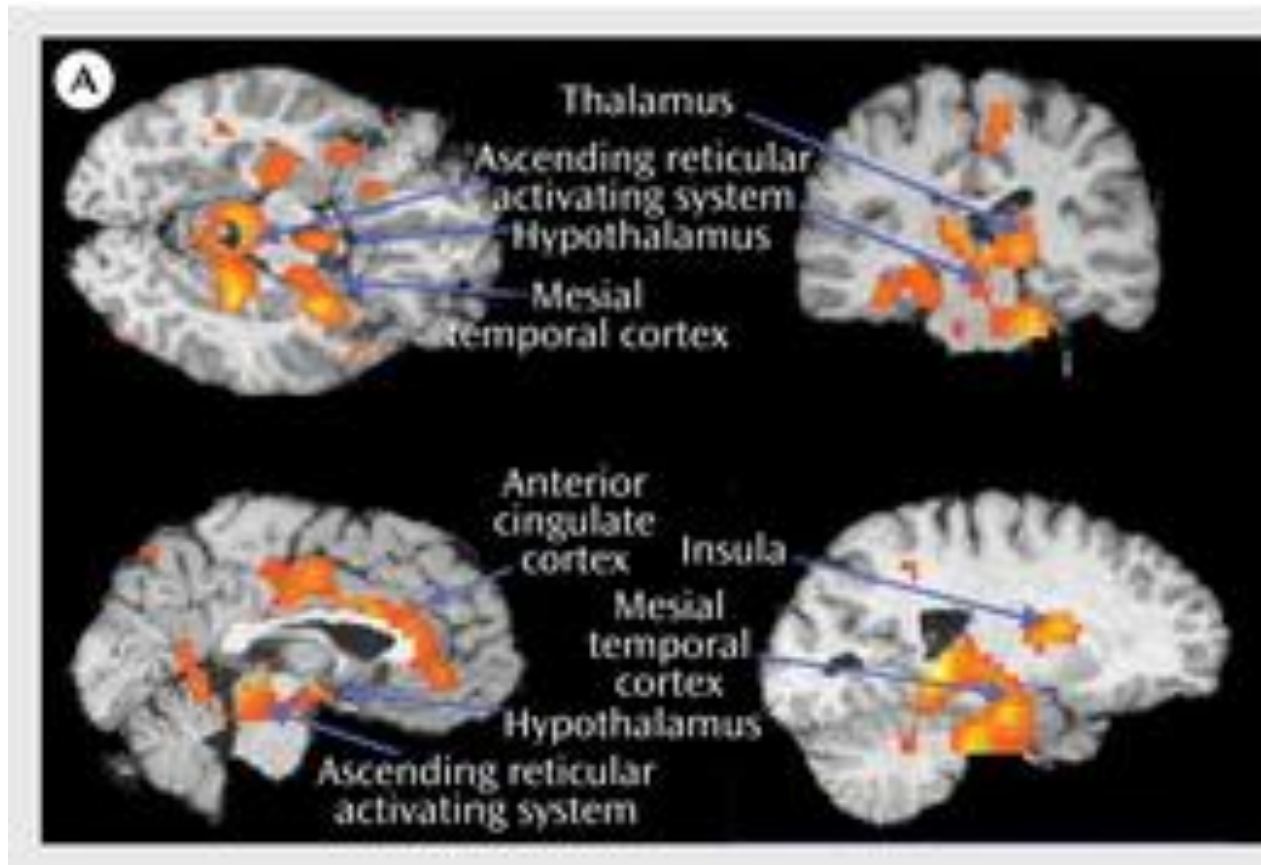 A
Thalamus
Ascending reticular
activating system
Hypothalamus
Mesial
temporal cortex
Anterior
cingulate
cortex
Insula
Mesial
temporal
cortex
Hypothalamus
Ascending reticular
activating system